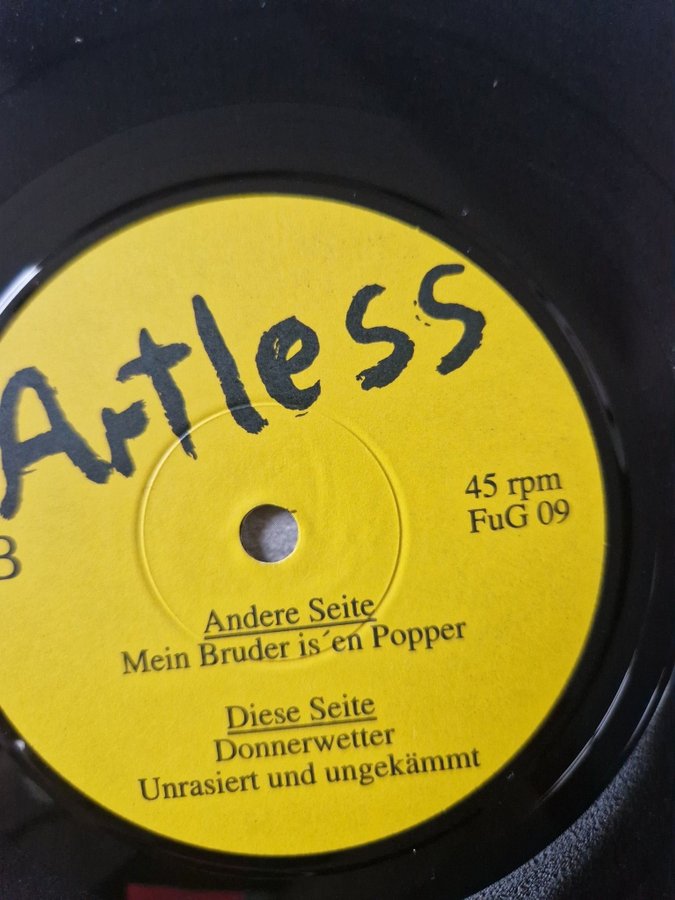 Artless
45 rpm
FuG 09
B
Andere Seite
Mein Bruder is´en Popper
Diese Seite
Donnerwetter
Unrasiert und ungekämmt